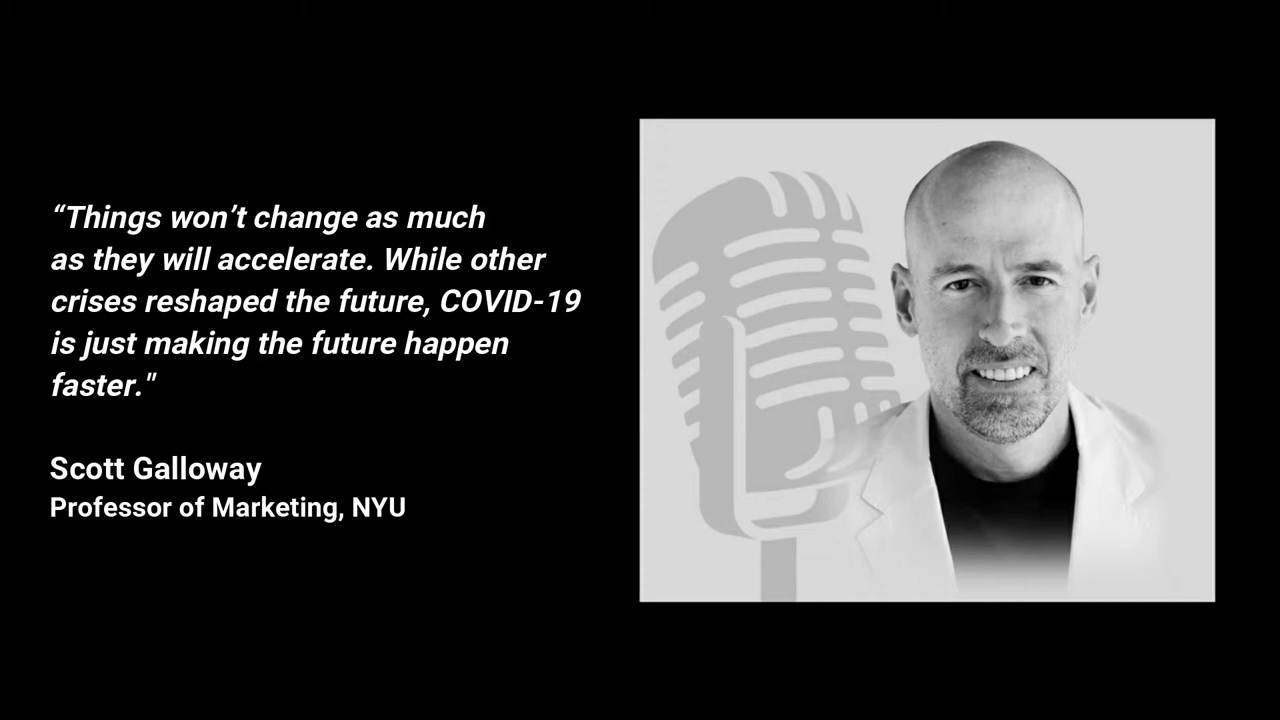 “Things won’t change as much
as they will accelerate. While other
crises reshaped the future, COVID-19
is just making the future happen
faster."
Scott Galloway
Professor of Marketing, NYU